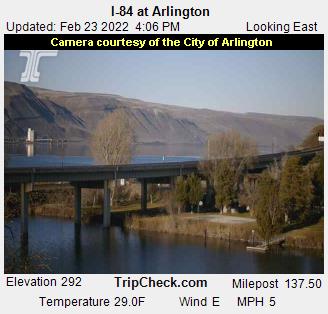 I-84 at Arlington
Updated: Feb 23 2022 4:06 PM Looking East
Camera courtesy of the City of Arlington
Elevation 292 TripCheck.com Milepost 137.50
Temperature 29.0F Wind E MPH 5